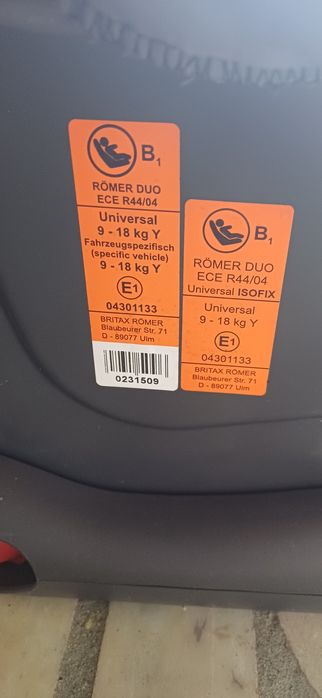 B1
RÖMER DUO
ECE R44/04
Universal
9 - 18 kg Y
Fahrzeugspezifisch
(specific vehicle)
9 - 18 kg Y
E1
04301133
BRITAX RÖMER
Blaubeurer Str. 71
D - 89077 Ulm
0231509
B1
RÖMER DUO
ECE R44/04
Universal ISOFIX
Universal
9 - 18 kg Y
E1
04301133
BRITAX RÖMER
Blaubeurer Str. 71
D - 89077 Ulm